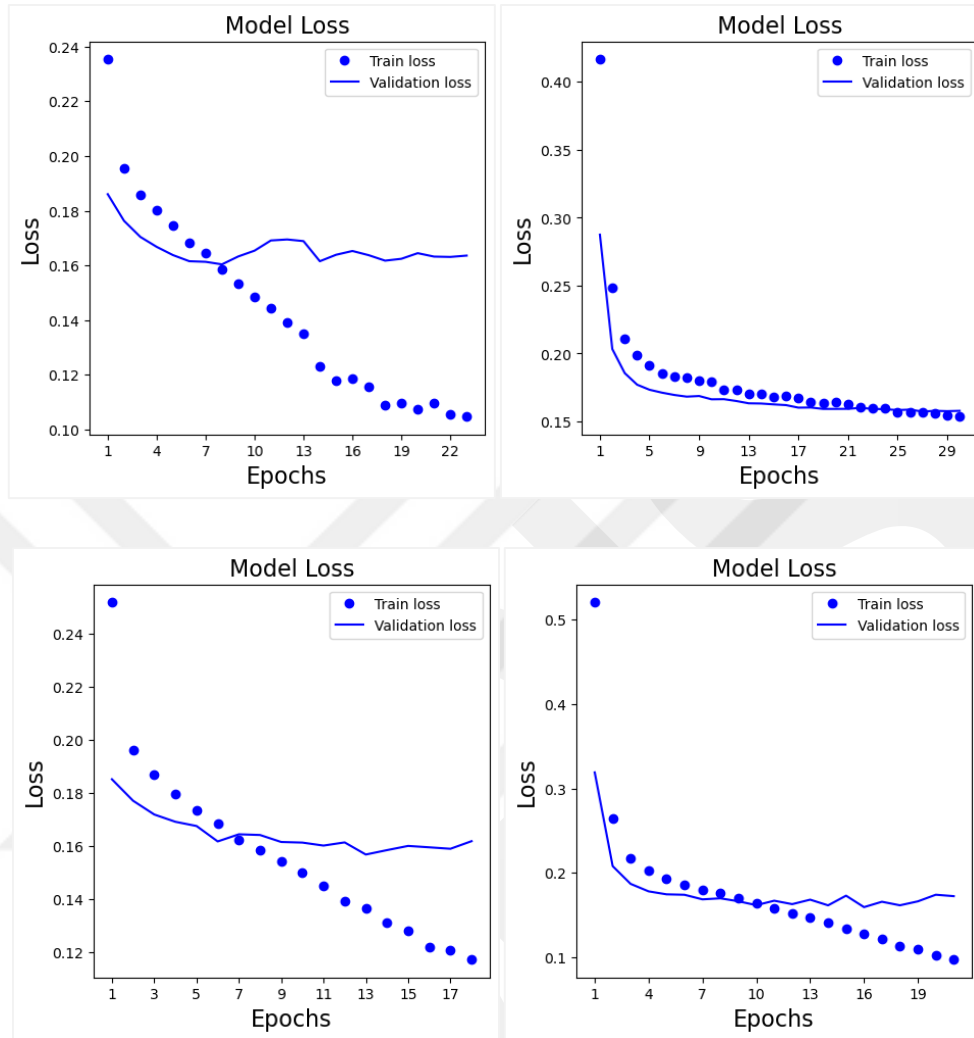 Model Loss
Train loss
Validation loss
0.24
0.22
0.20
0.18
0.16
0.14
0.12
0.10
Loss
1 4 7 10 13 16 19 22
Epochs
Model Loss
Train loss
Validation loss
0.40
0.35
0.30
0.25
0.20
0.15
Loss
1 5 9 13 17 21 25 29
Epochs
Model Loss
Train loss
Validation loss
0.24
0.22
0.20
0.18
0.16
0.14
0.12
Loss
1 3 5 7 9 11 13 15 17
Epochs
Model Loss
Train loss
Validation loss
0.5
0.4
0.3
0.2
0.1
Loss
1 4 7 10 13 16 19
Epochs